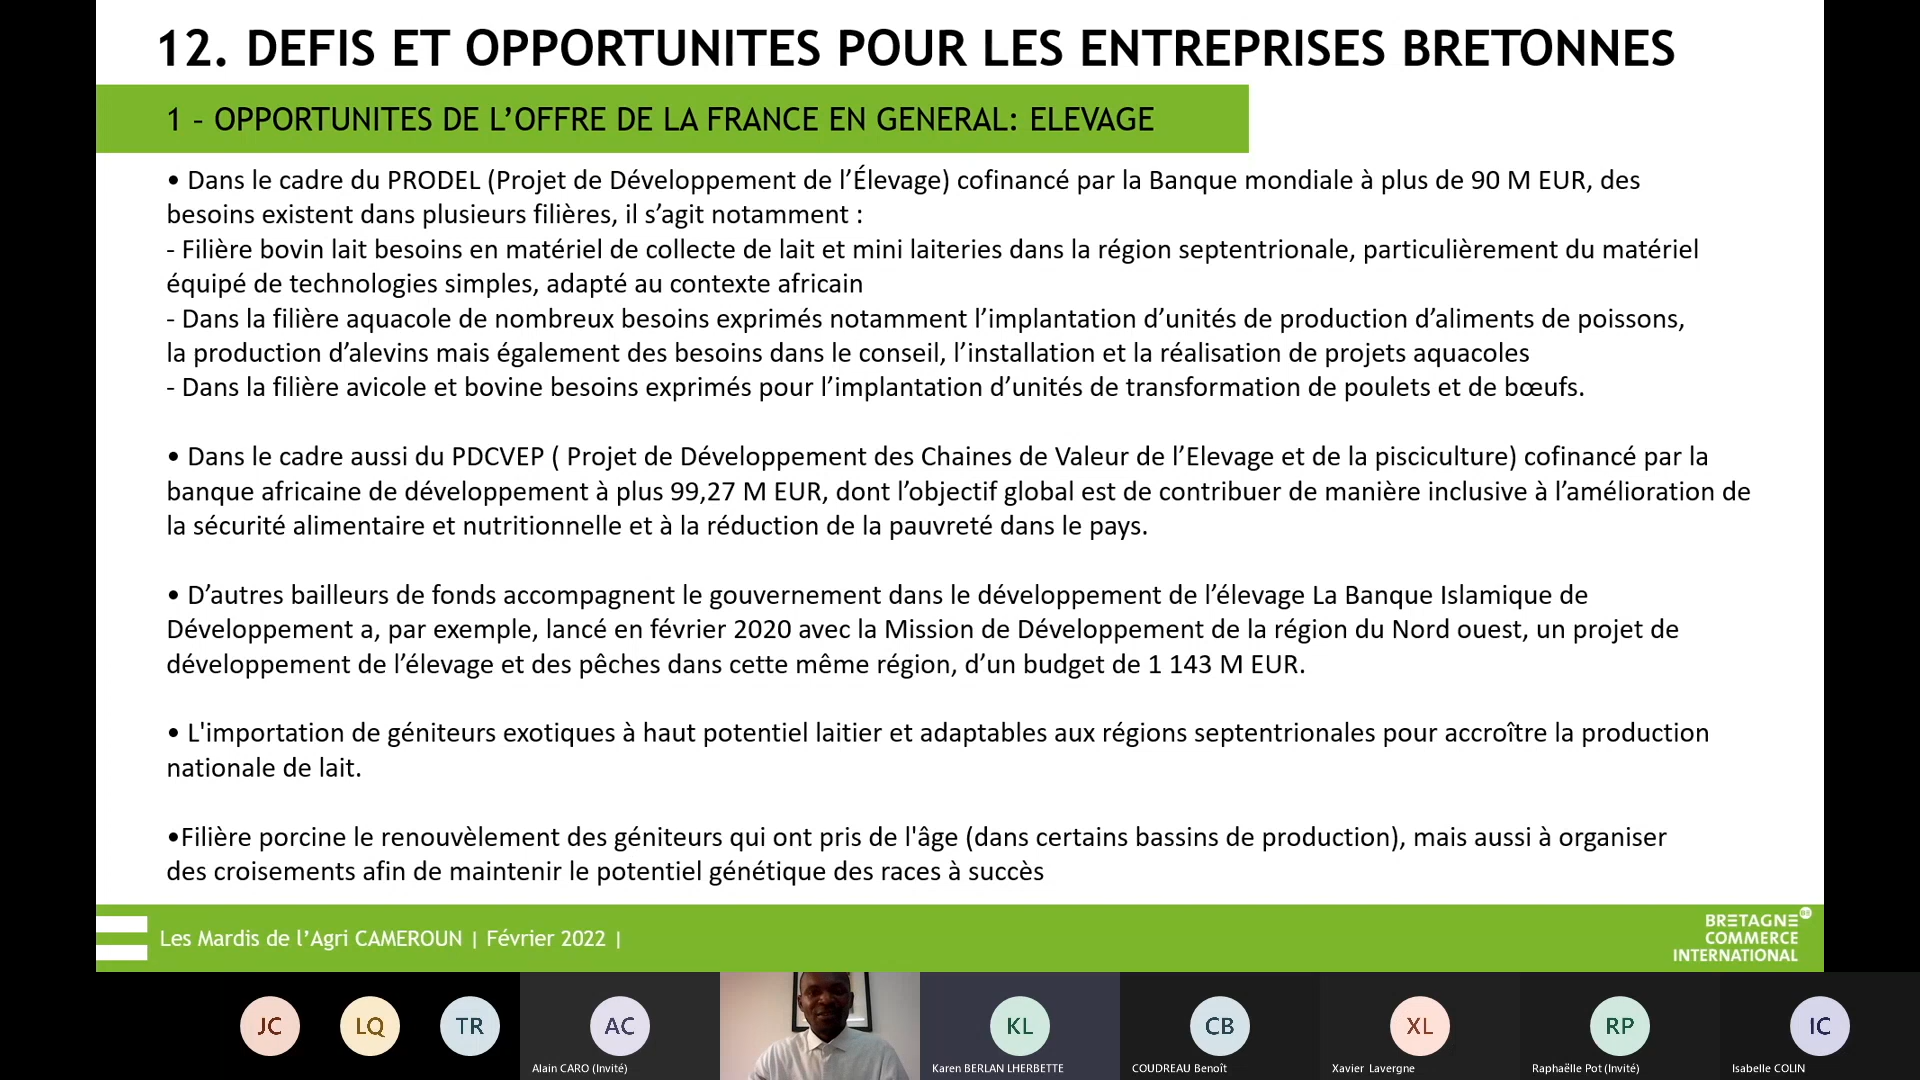 12. DEFIS ET OPPORTUNITES POUR LES ENTREPRISES BRETONNES
1 - OPPORTUNITES DE L’OFFRE DE LA FRANCE EN GENERAL: ELEVAGE
• Dans le cadre du PRODEL (Projet de Développement de l’Élevage) cofinancé par la Banque mondiale à plus de 90 M EUR, des
besoins existent dans plusieurs filières, il s’agit notamment :
- Filière bovin lait besoins en matériel de collecte de lait et mini laiteries dans la région septentrionale, particulièrement du matériel
équipé de technologies simples, adapté au contexte africain
- Dans la filière aquacole de nombreux besoins exprimés notamment l’implantation d’unités de production d’aliments de poissons,
la production d’alevins mais également des besoins dans le conseil, l’installation et la réalisation de projets aquacoles
- Dans la filière avicole et bovine besoins exprimés pour l’implantation d’unités de transformation de poulets et de bœufs.
• Dans le cadre aussi du PDCVEP ( Projet de Développement des Chaines de Valeur de l’Elevage et de la pisciculture) cofinancé par la
banque africaine de développement à plus 99,27 M EUR, dont l’objectif global est de contribuer de manière inclusive à l’amélioration de
la sécurité alimentaire et nutritionnelle et à la réduction de la pauvreté dans le pays.
• D’autres bailleurs de fonds accompagnent le gouvernement dans le développement de l’élevage La Banque Islamique de
Développement a, par exemple, lancé en février 2020 avec la Mission de Développement de la région du Nord ouest, un projet de
développement de l’élevage et des pêches dans cette même région, d’un budget de 1 143 M EUR.
• L'importation de géniteurs exotiques à haut potentiel laitier et adaptables aux régions septentrionales pour accroître la production
nationale de lait.
•Filière porcine le renouvèlement des géniteurs qui ont pris de l'âge (dans certains bassins de production), mais aussi à organiser
des croisements afin de maintenir le potentiel génétique des races à succès
Les Mardis de l’Agri CAMEROUN | Février 2022 |
BRETAGNE
COMMERCE
INTERNATIONAL
JC
LQ
TR
AC
KL
CB
XL
RP
IC
Alain CARO (Invité)
Karen BERLAN LHERBETTE
COUDREAU Benoît
Xavier Lavergne
Raphaëlle Pot (Invité)
Isabelle COLIN